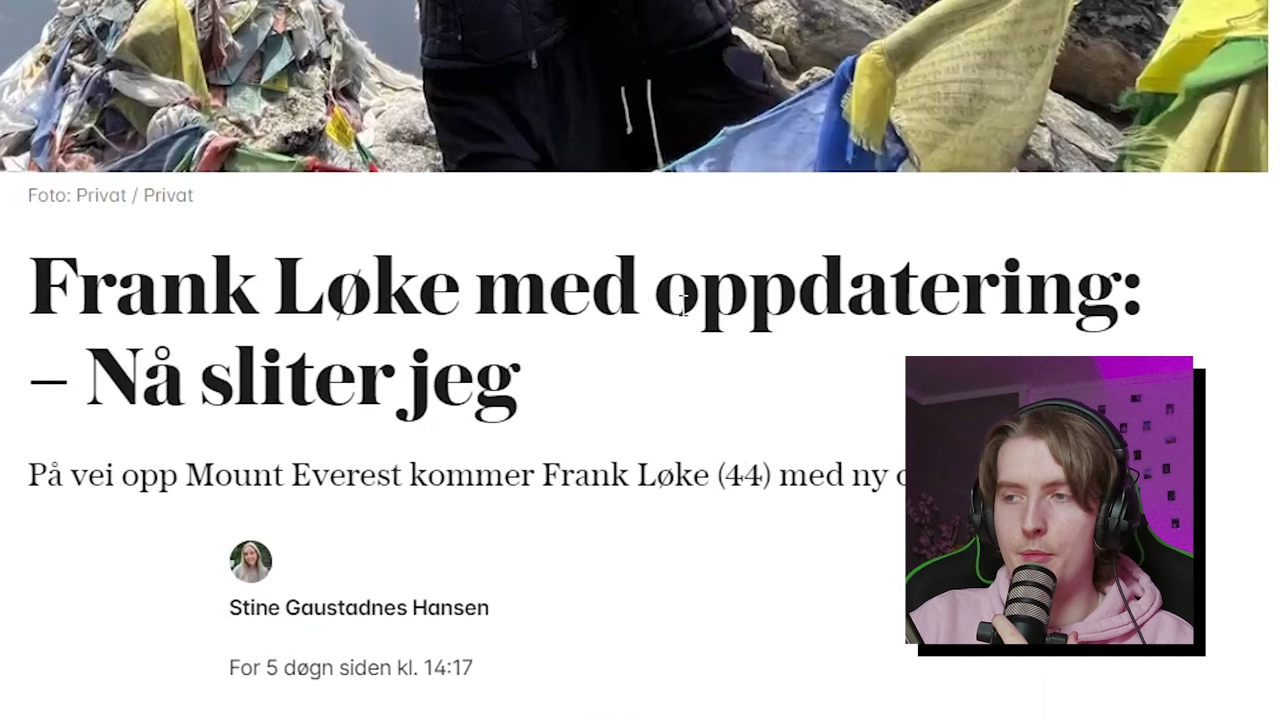 Foto: Privat / Privat
Frank Løke med oppdatering:
– Nå sliter jeg
På vei opp Mount Everest kommer Frank Løke (44) med ny
Stine Gaustadnes Hansen
For 5 døgn siden kl. 14:17